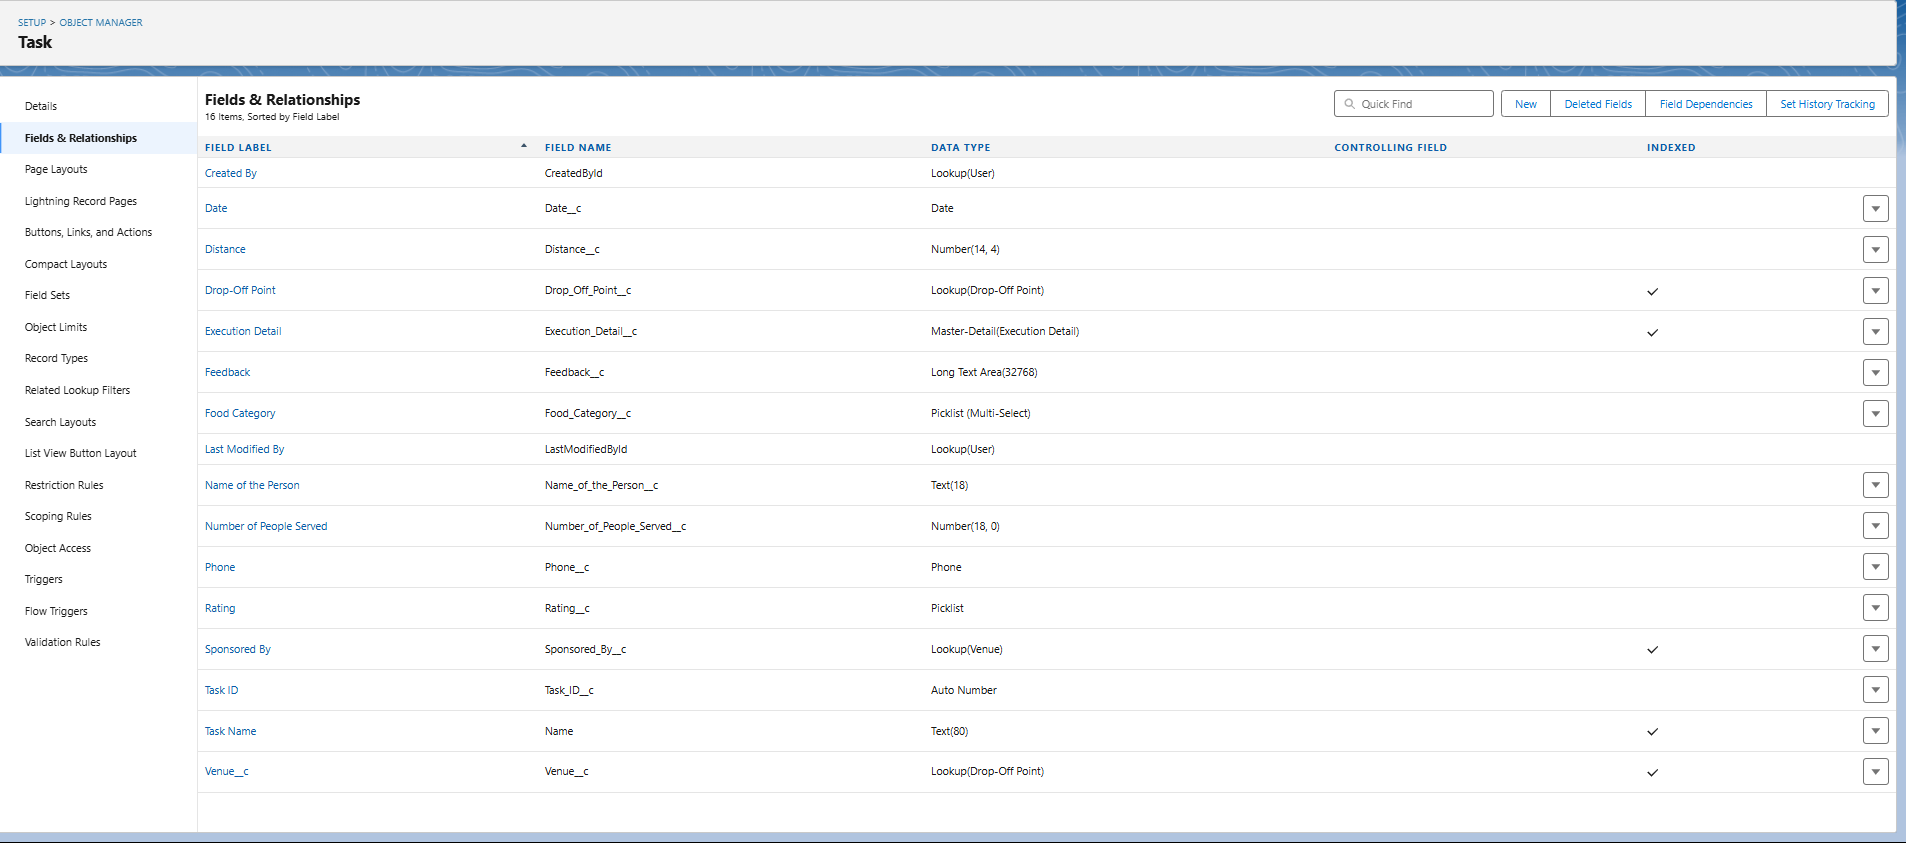 SETUP > OBJECT MANAGER
Task
Details
Fields & Relationships
Page Layouts
Lightning Record Pages
Buttons, Links, and Actions
Compact Layouts
Field Sets
Object Limits
Record Types
Related Lookup Filters
Search Layouts
List View Button Layout
Restriction Rules
Scoping Rules
Object Access
Triggers
Flow Triggers
Validation Rules
Fields & Relationships
16 Items, Sorted by Field Label
Quick Find
New Deleted Fields Field Dependencies Set History Tracking
FIELD LABEL FIELD NAME DATA TYPE CONTROLLING FIELD INDEXED
Created By CreatedById Lookup(User)
Date Date__c Date
Distance Distance__c Number(14, 4)
Drop-Off Point Drop_Off_Point__c Lookup(Drop-Off Point)
Execution Detail Execution_Detail__c Master-Detail(Execution Detail)
Feedback Feedback__c Long Text Area(32768)
Food Category Food_Category__c Picklist (Multi-Select)
Last Modified By LastModifiedById Lookup(User)
Name of the Person Name_of_the_Person__c Text(18)
Number of People Served Number_of_People_Served__c Number(18, 0)
Phone Phone__c Phone
Rating Rating__c Picklist
Sponsored By Sponsored_By__c Lookup(Venue)
Task ID Task_ID__c Auto Number
Task Name Name Text(80)
Venue__c Venue__c Lookup(Drop-Off Point)